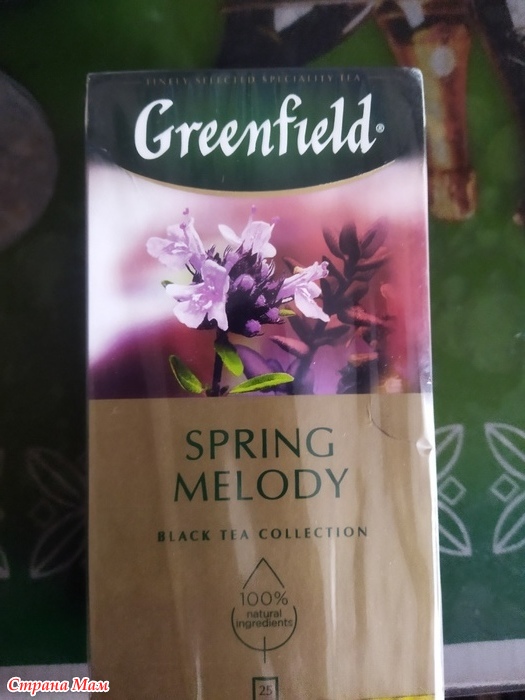 FINELY SELECTED SPECIALITY TEA
Greenfield®
SPRING
MELODY
BLACK TEA COLLECTION
100%
natural
ingredients
25
Страна Мам